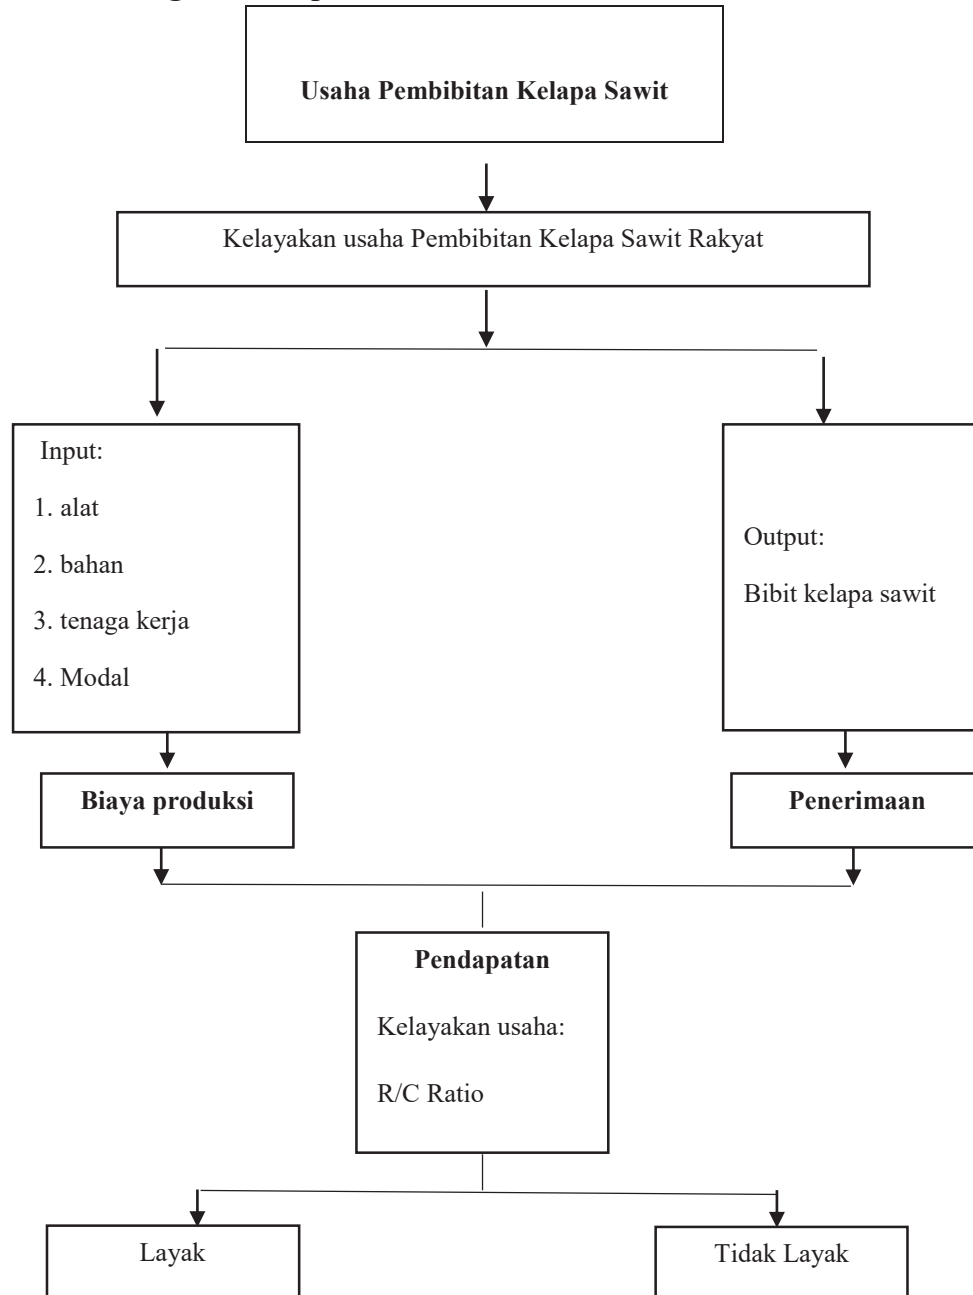 Usaha Pembibitan Kelapa Sawit
Kelayakan usaha Pembibitan Kelapa Sawit Rakyat
Input:
1. alat
2. bahan
3. tenaga kerja
4. Modal
Output:
Bibit kelapa sawit
Biaya produksi
Penerimaan
Pendapatan
Kelayakan usaha:
R/C Ratio
Layak
Tidak Layak